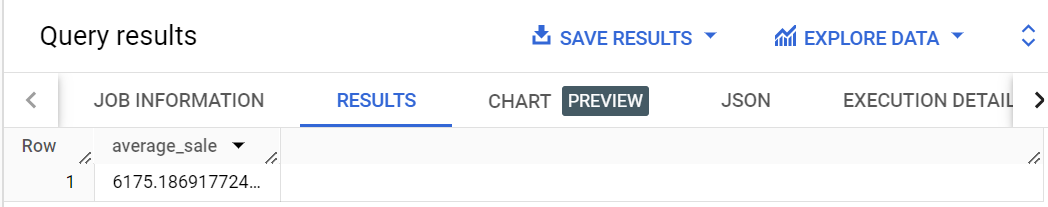 Query results SAVE RESULTS EXPLORE DATA
JOB INFORMATION RESULTS CHART PREVIEW JSON EXECUTION DETAIL
Row average_sale
1 6175.186917724...